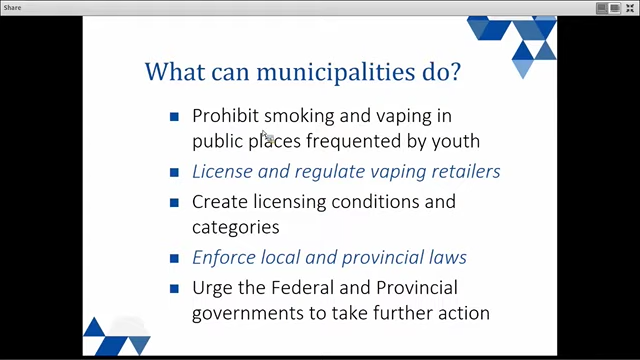 Share
What can municipalities do?
Prohibit smoking and vaping in
public places frequented by youth
License and regulate vaping retailers
Create licensing conditions and
categories
Enforce local and provincial laws
Urge the Federal and Provincial
governments to take further action